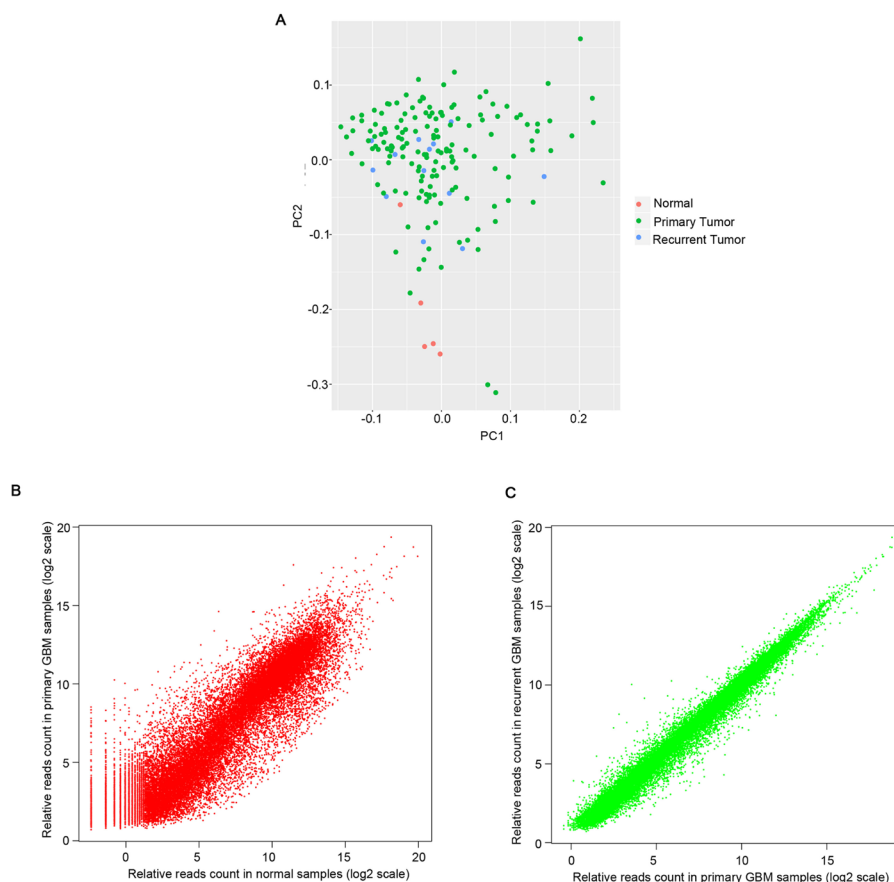 A
0.1
0.0
-0.1
-0.2
-0.3
PC2
-0.1
0.0
0.1
0.2
PC1
Normal
Primary Tumor
Recurrent Tumor
B
Relative reads count in primary GBM samples (log2 scale)
20
15
10
5
0
0
5
10
15
20
Relative reads count in normal samples (log2 scale)
C
Relative reads count in recurrent GBM samples (log2 scale)
20
15
10
5
0
0
5
10
15
Relative reads count in primary GBM samples (log2 scale)